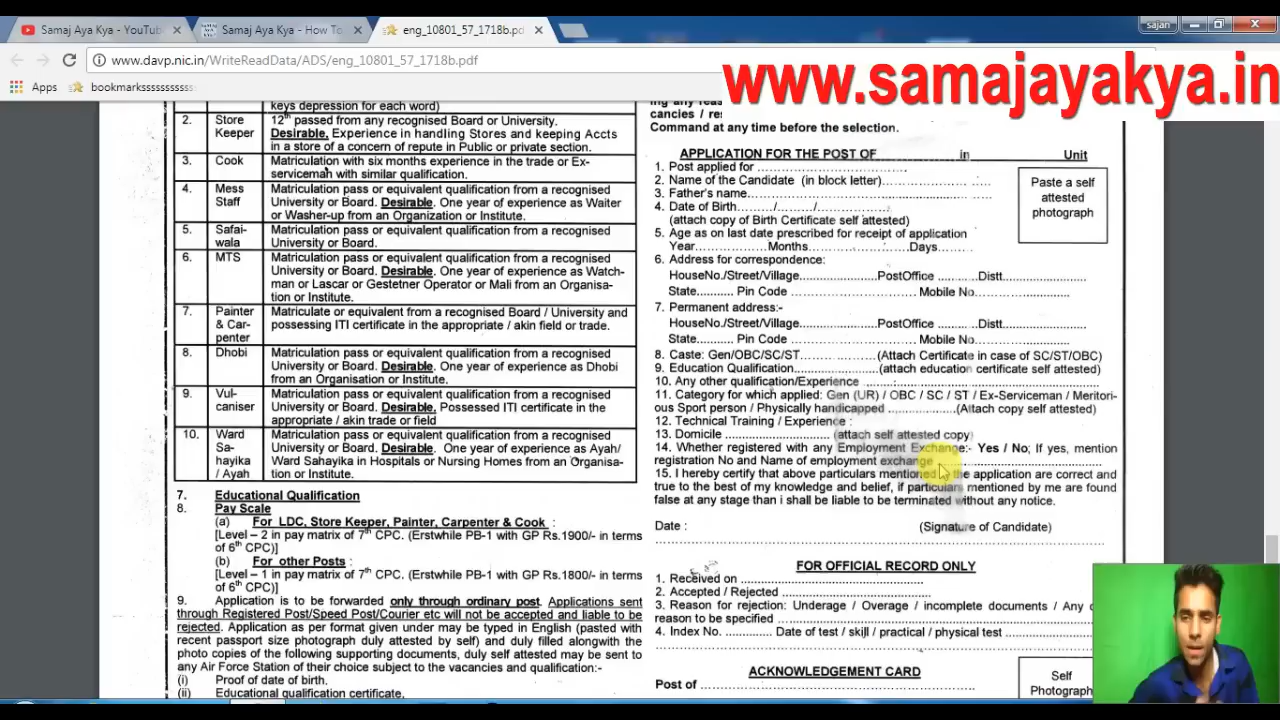 Samaj Aya Kya - YouTube
Samaj Aya Kya - How To
eng_10801_57_1718b.pdf
sajan
www.davp.nic.in/WriteReadData/ADS/eng_10801_57_1718b.pdf
Apps
bookmarksssssssssss
www.samajayakya.in
keys depression for each word)
2. Store Keeper
12th passed from any recognised Board or University.
Desirable. Experience in handling Stores and keeping Accts
in a store of a concern of repute in Public or private section.
3. Cook
Matriculation with six months experience in the trade or Ex-
serviceman with similar qualification.
4. Mess Staff
Matriculation pass or equivalent qualification from a recognised
University or Board. Desirable. One year of experience as Waiter
or Washer-up from an Organization or Institute.
5. Safai-
wala
Matriculation pass or equivalent qualification from a recognised
University or Board.
6. MTS
Matriculation pass or equivalent qualification from a recognised
University or Board. Desirable. One year of experience as Watch-
man or Lascar or Gestetner Operator or Mali from an Organisa-
tion or Institute.
7. Painter
& Car-
penter
Matriculate or equivalent from a recognised Board / University and
possessing ITI certificate in the appropriate / akin field or trade.
8. Dhobi
Matriculation pass or equivalent qualification from a recognised
University or Board. Desirable. One year of experience as Dhobi
from an Organisation or Institute.
9. Vul-
caniser
Matriculation pass or equivalent qualification from a recognised
University or Board. Desirable. Possessed ITI certificate in the
appropriate / akin trade or field
10. Ward
Sa-
hayika
/ Ayah
Matriculation pass or equivalent qualification from a recognised
University or Board. Desirable. One year of experience as Ayah/
Ward Sahayika in Hospitals or Nursing Homes from an Organisa-
tion or Institute.
7. Educational Qualification
8. Pay Scale
(a) For LDC, Store Keeper, Painter, Carpenter & Cook :
[Level – 2 in pay matrix of 7th CPC. (Erstwhile PB-1 with GP Rs.1900/- in terms
of 6th CPC)]
(b) For other Posts :
[Level – 1 in pay matrix of 7th CPC. (Erstwhile PB-1 with GP Rs.1800/- in terms
of 6th CPC)]
9. Application is to be forwarded only through ordinary post. Applications sent
through Registered Post/Speed Post/Courier etc will not be accepted and liable to be
rejected. Application as per format given under may be typed in English (pasted with
recent passport size photograph duly attested by self) and duly filled alongwith the
photo copies of the following supporting documents, duly self attested may be sent to
any Air Force Station of their choice subject to the vacancies and qualification:-
(i) Proof of date of birth.
(ii) Educational qualification certificate.
ing any reas
cancies / res
Command at any time before the selection.
APPLICATION FOR THE POST OF ____________ in ____________ Unit
Paste a self
attested
photograph
1. Post applied for ........................................
2. Name of the Candidate (in block letter)........................
3. Father's name........................................
4. Date of Birth......../......../....................
(attach copy of Birth Certificate self attested)
5. Age as on last date prescribed for receipt of application
Year..................Months....................Days..........
6. Address for correspondence:
HouseNo./Street/Village....................PostOffice ..........Distt....................
State.......... Pin Code .............................. Mobile No..........................
7. Permanent address:-
HouseNo./Street/Village....................PostOffice ..........Distt....................
State.......... Pin Code .............................. Mobile No..........................
8. Caste: Gen/OBC/SC/ST....................(Attach Certificate in case of SC/ST/OBC)
9. Education Qualification....................(attach education certificate self attested)
10. Any other qualification/Experience ........................................
11. Category for which applied: Gen (UR) / OBC / SC / ST / Ex-Serviceman / Meritori-
ous Sport person / Physically handicapped ....................(Attach copy self attested)
12. Technical Training / Experience :
13. Domicile .......................... (attach self attested copy)
14. Whether registered with any Employment Exchange:- Yes / No; If yes, mention
registration No and Name of employment exchange ..............................
15. I hereby certify that above particulars mentioned by the application are correct and
true to the best of my knowledge and belief, if particulars mentioned by me are found
false at any stage than i shall be liable to be terminated without any notice.
Date :
(Signature of Candidate)
FOR OFFICIAL RECORD ONLY
1. Received on ........................................
2. Accepted / Rejected ........................................
3. Reason for rejection: Underage / Overage / incomplete documents / Any
reason to be specified ........................................
4. Index No. ............ Date of test / skill / practical / physical test ....................
ACKNOWLEDGEMENT CARD
Self
Photograph
Post of ........................................